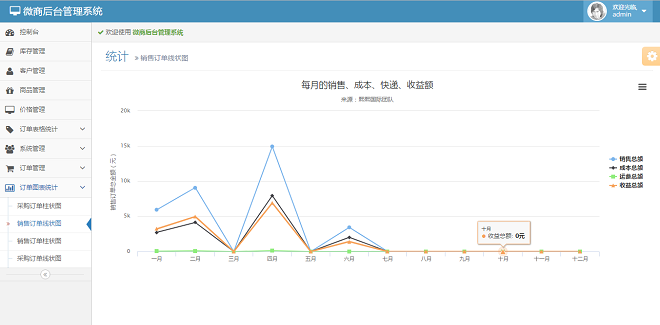 微商后台管理系统
欢迎光临,
admin
控制台
库存管理
客户管理
商品管理
价格管理
订单表格统计
系统管理
订单管理
订单图表统计
采购订单柱状图
销售订单线状图
销售订单柱状图
采购订单线状图
欢迎使用 微商后台管理系统
统计 » 销售订单线状图
每月的销售、成本、快递、收益额
销售订单总金额 ( 元 )
20k
15k
10k
5k
0
一月 二月 三月 四月 五月 六月 七月 八月 九月 十月 十一月 十二月
十月
收益总额: 0元
销售总额
成本总额
运费总额
收益总额